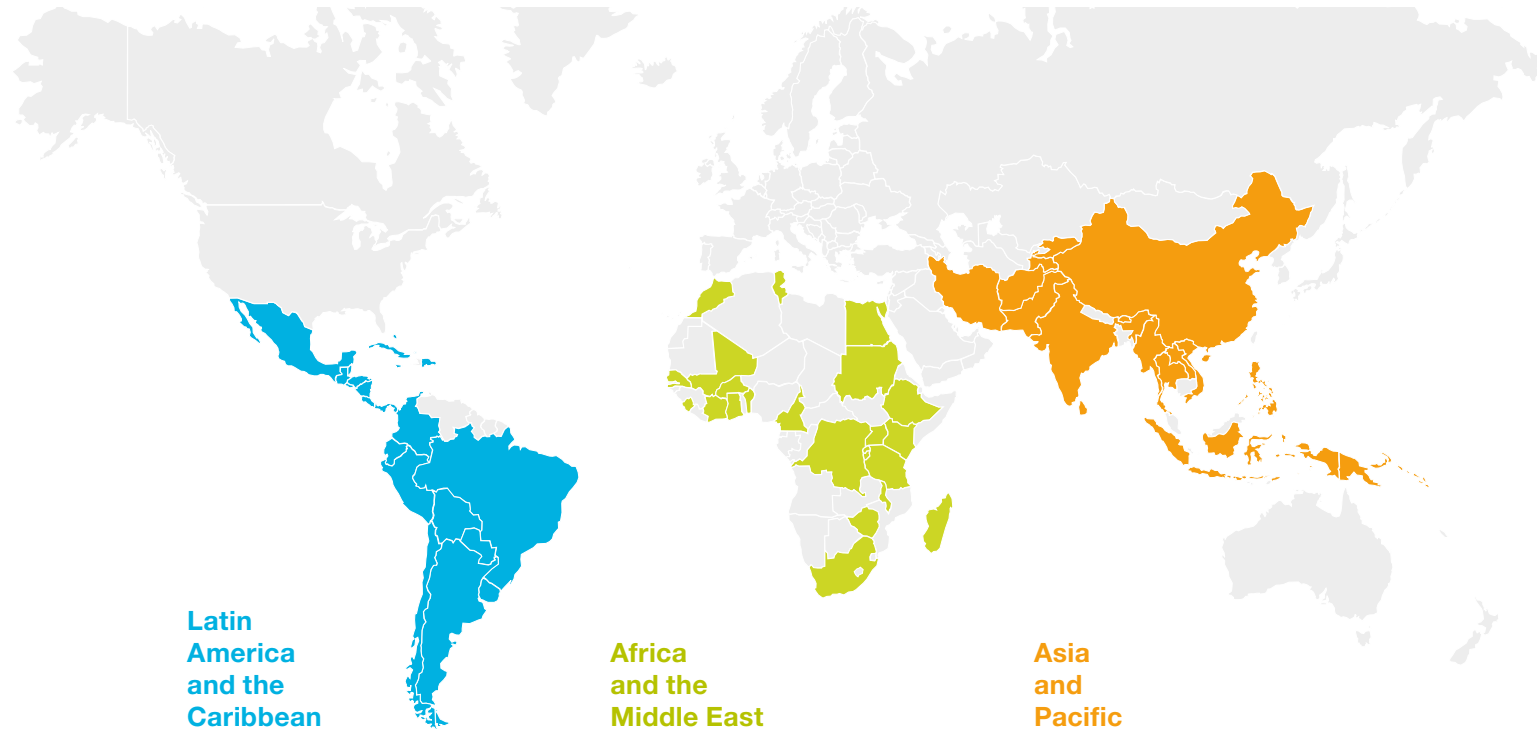 Latin
America
and the
Caribbean
Africa
and the
Middle East
Asia
and
Pacific